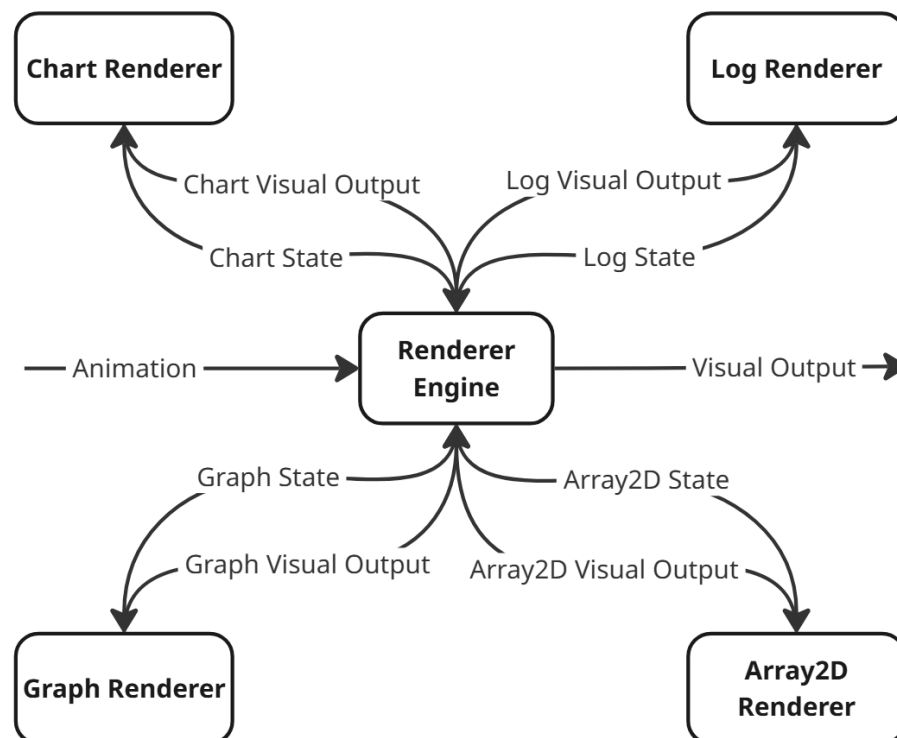 Chart Renderer
Log Renderer
Chart Visual Output
Log Visual Output
Chart State
Log State
Renderer
Engine
Animation
Visual Output
Graph State
Array2D State
Graph Visual Output
Array2D Visual Output
Graph Renderer
Array2D
Renderer